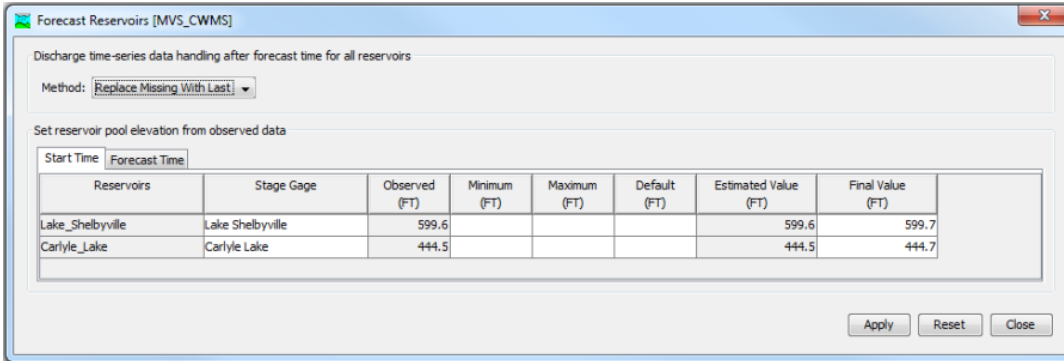 Forecast Reservoirs [MVS_CWMS]
x
Discharge time-series data handling after forecast time for all reservoirs
Method: Replace Missing With Last
Set reservoir pool elevation from observed data
Start Time Forecast Time
Reservoirs Stage Gage Observed (FT) Minimum (FT) Maximum (FT) Default (FT) Estimated Value (FT) Final Value (FT)
Lake_Shelbyville Lake Shelbyville 599.6 599.6 599.7
Carlyle_Lake Carlyle Lake 444.5 444.5 444.7
Apply Reset Close